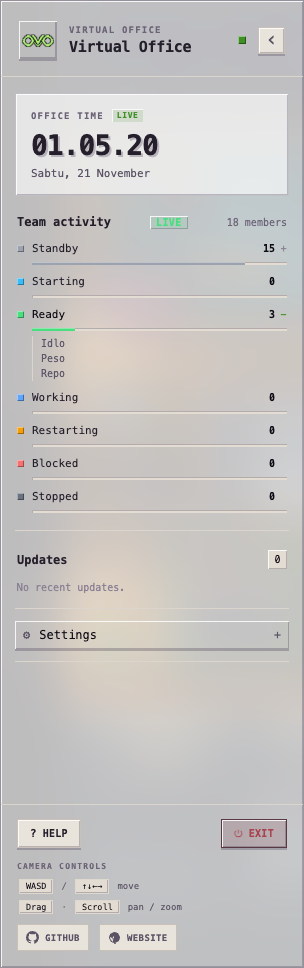 OVO
VIRTUAL OFFICE
Virtual Office
OFFICE TIME LIVE
01.05.20
Sabtu, 21 November
Team activity LIVE 18 members
Standby 15 +
Starting 0
Ready 3 −
Idlo
Peso
Repo
Working 0
Restarting 0
Blocked 0
Stopped 0
Updates 0
No recent updates.
Settings +
? HELP EXIT
CAMERA CONTROLS
WASD / ↑↓←→ move
Drag · Scroll pan / zoom
GITHUB WEBSITE